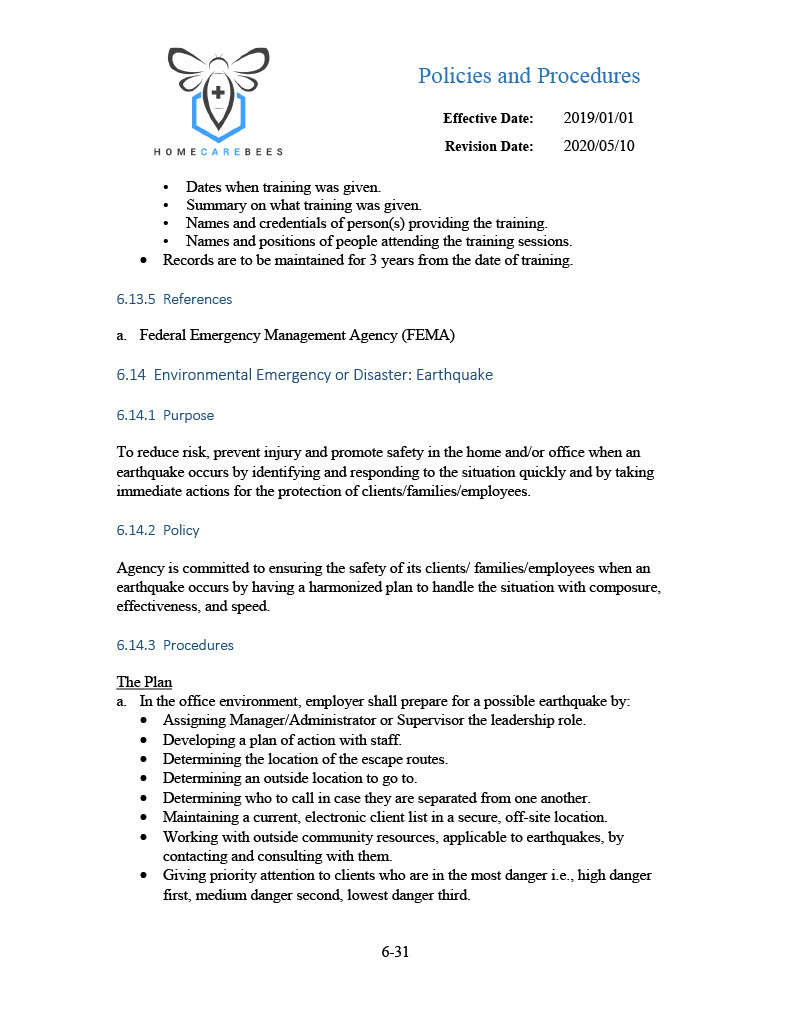 Policies and Procedures
Effective Date: 2019/01/01
Revision Date: 2020/05/10
HOMECAREBEES
• Dates when training was given.
• Summary on what training was given.
• Names and credentials of person(s) providing the training.
• Names and positions of people attending the training sessions.
• Records are to be maintained for 3 years from the date of training.
6.13.5 References
a. Federal Emergency Management Agency (FEMA)
6.14 Environmental Emergency or Disaster: Earthquake
6.14.1 Purpose
To reduce risk, prevent injury and promote safety in the home and/or office when an
earthquake occurs by identifying and responding to the situation quickly and by taking
immediate actions for the protection of clients/families/employees.
6.14.2 Policy
Agency is committed to ensuring the safety of its clients/ families/employees when an
earthquake occurs by having a harmonized plan to handle the situation with composure,
effectiveness, and speed.
6.14.3 Procedures
The Plan
a. In the office environment, employer shall prepare for a possible earthquake by:
• Assigning Manager/Administrator or Supervisor the leadership role.
• Developing a plan of action with staff.
• Determining the location of the escape routes.
• Determining an outside location to go to.
• Determining who to call in case they are separated from one another.
• Maintaining a current, electronic client list in a secure, off-site location.
• Working with outside community resources, applicable to earthquakes, by
contacting and consulting with them.
• Giving priority attention to clients who are in the most danger i.e., high danger
first, medium danger second, lowest danger third.
6-31